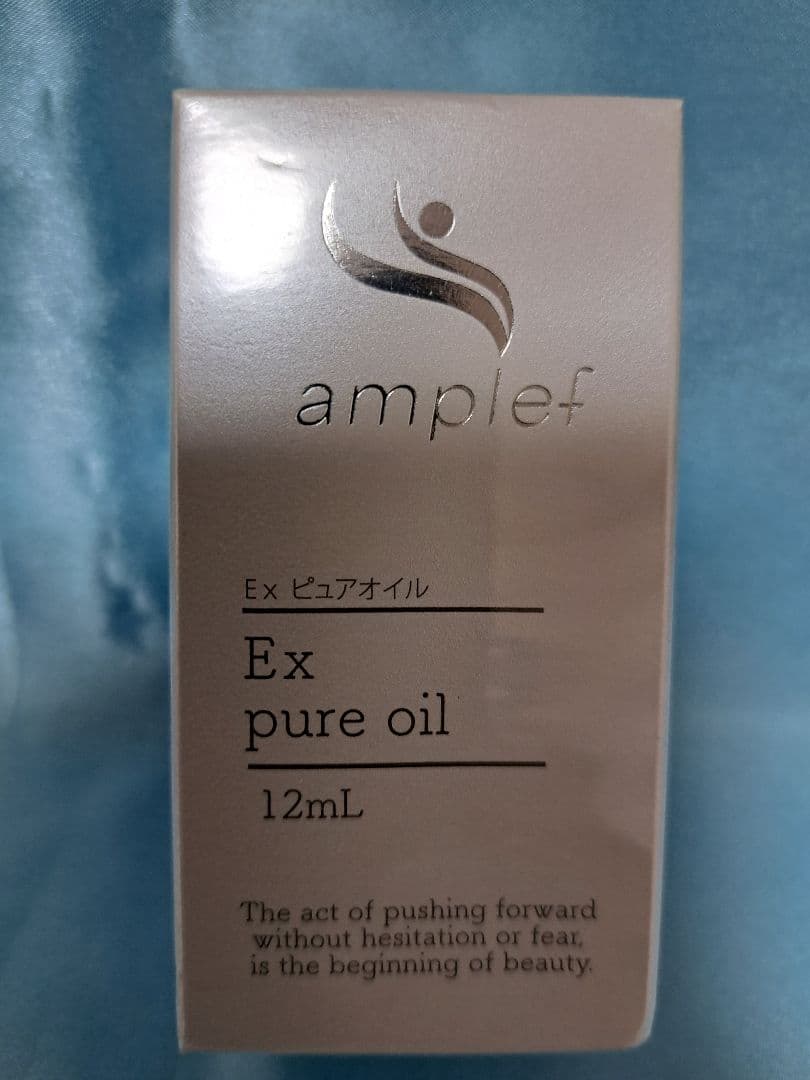 amplef
Ex ピュアオイル
Ex
pure oil
12mL
The act of pushing forward
without hesitation or fear,
is the beginning of beauty.